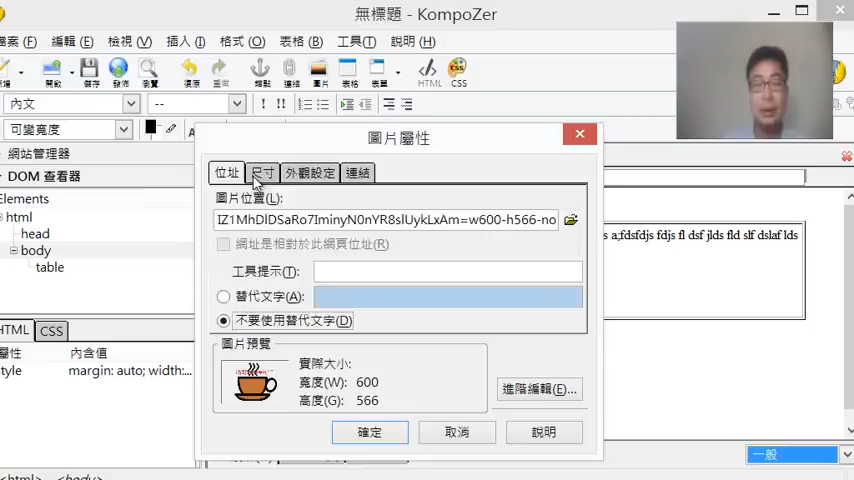 無標題 - KompoZer
檔案(F) 編輯(E) 檢視(V) 插入(I) 格式(O) 表格(B) 工具(T) 說明(H)
開啟 儲存 發佈 瀏覽 復原 重做 錨點 連結 圖片 表格 表單 HTML CSS
內文 --
可變寬度
網站管理器
DOM 查看器
Elements
html
head
body
table
HTML CSS
屬性 內含值
style margin: auto; width:...
圖片屬性
位址 尺寸 外觀設定 連結
圖片位置(L):
IZ1MhDlDSaRo7IminyN0nYR8slUykLxAm=w600-h566-no
網址是相對於此網頁位址(R)
工具提示(T):
替代文字(A):
不要使用替代文字(D)
圖片預覽
實際大小:
寬度(W): 600
高度(G): 566
進階編輯(E)...
確定 取消 說明
s a;fdsfdjs fdjs fl dsf jlds fld slf dslaf lds
一般
<html> <body>